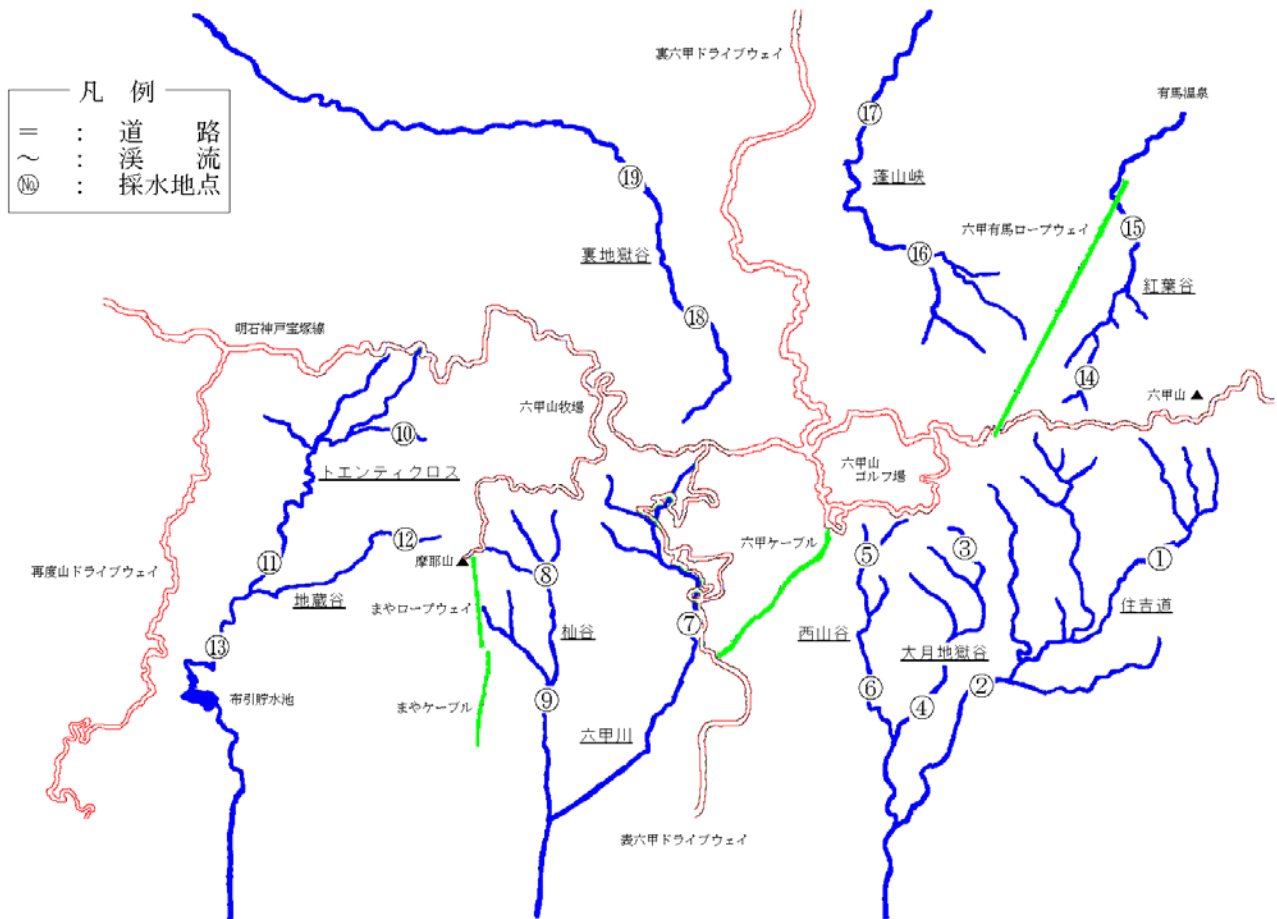 裏六甲ドライブウェイ
凡 例
有馬温泉
⑰
＝ ： 道 路
～ ： 渓 流
㊑ ： 採水地点
⑲
蓬山峡
六甲有馬ロープウェイ
⑮
裏地獄谷
⑯
紅葉谷
明石神戸宝塚線
⑱
⑭
六甲山牧場
六甲山▲
⑩
トエンティクロス
六甲山
ゴルフ場
⑫
六甲ケーブル
⑤
③
①
再度山ドライブウェイ
⑪
摩耶山▲
⑧
地蔵谷
まやロープウェイ
住吉道
⑦
杣谷
西山谷
⑬
大月地獄谷
⑥
②
布引貯水池
まやケーブル
⑨
④
六甲川
表六甲ドライブウェイ